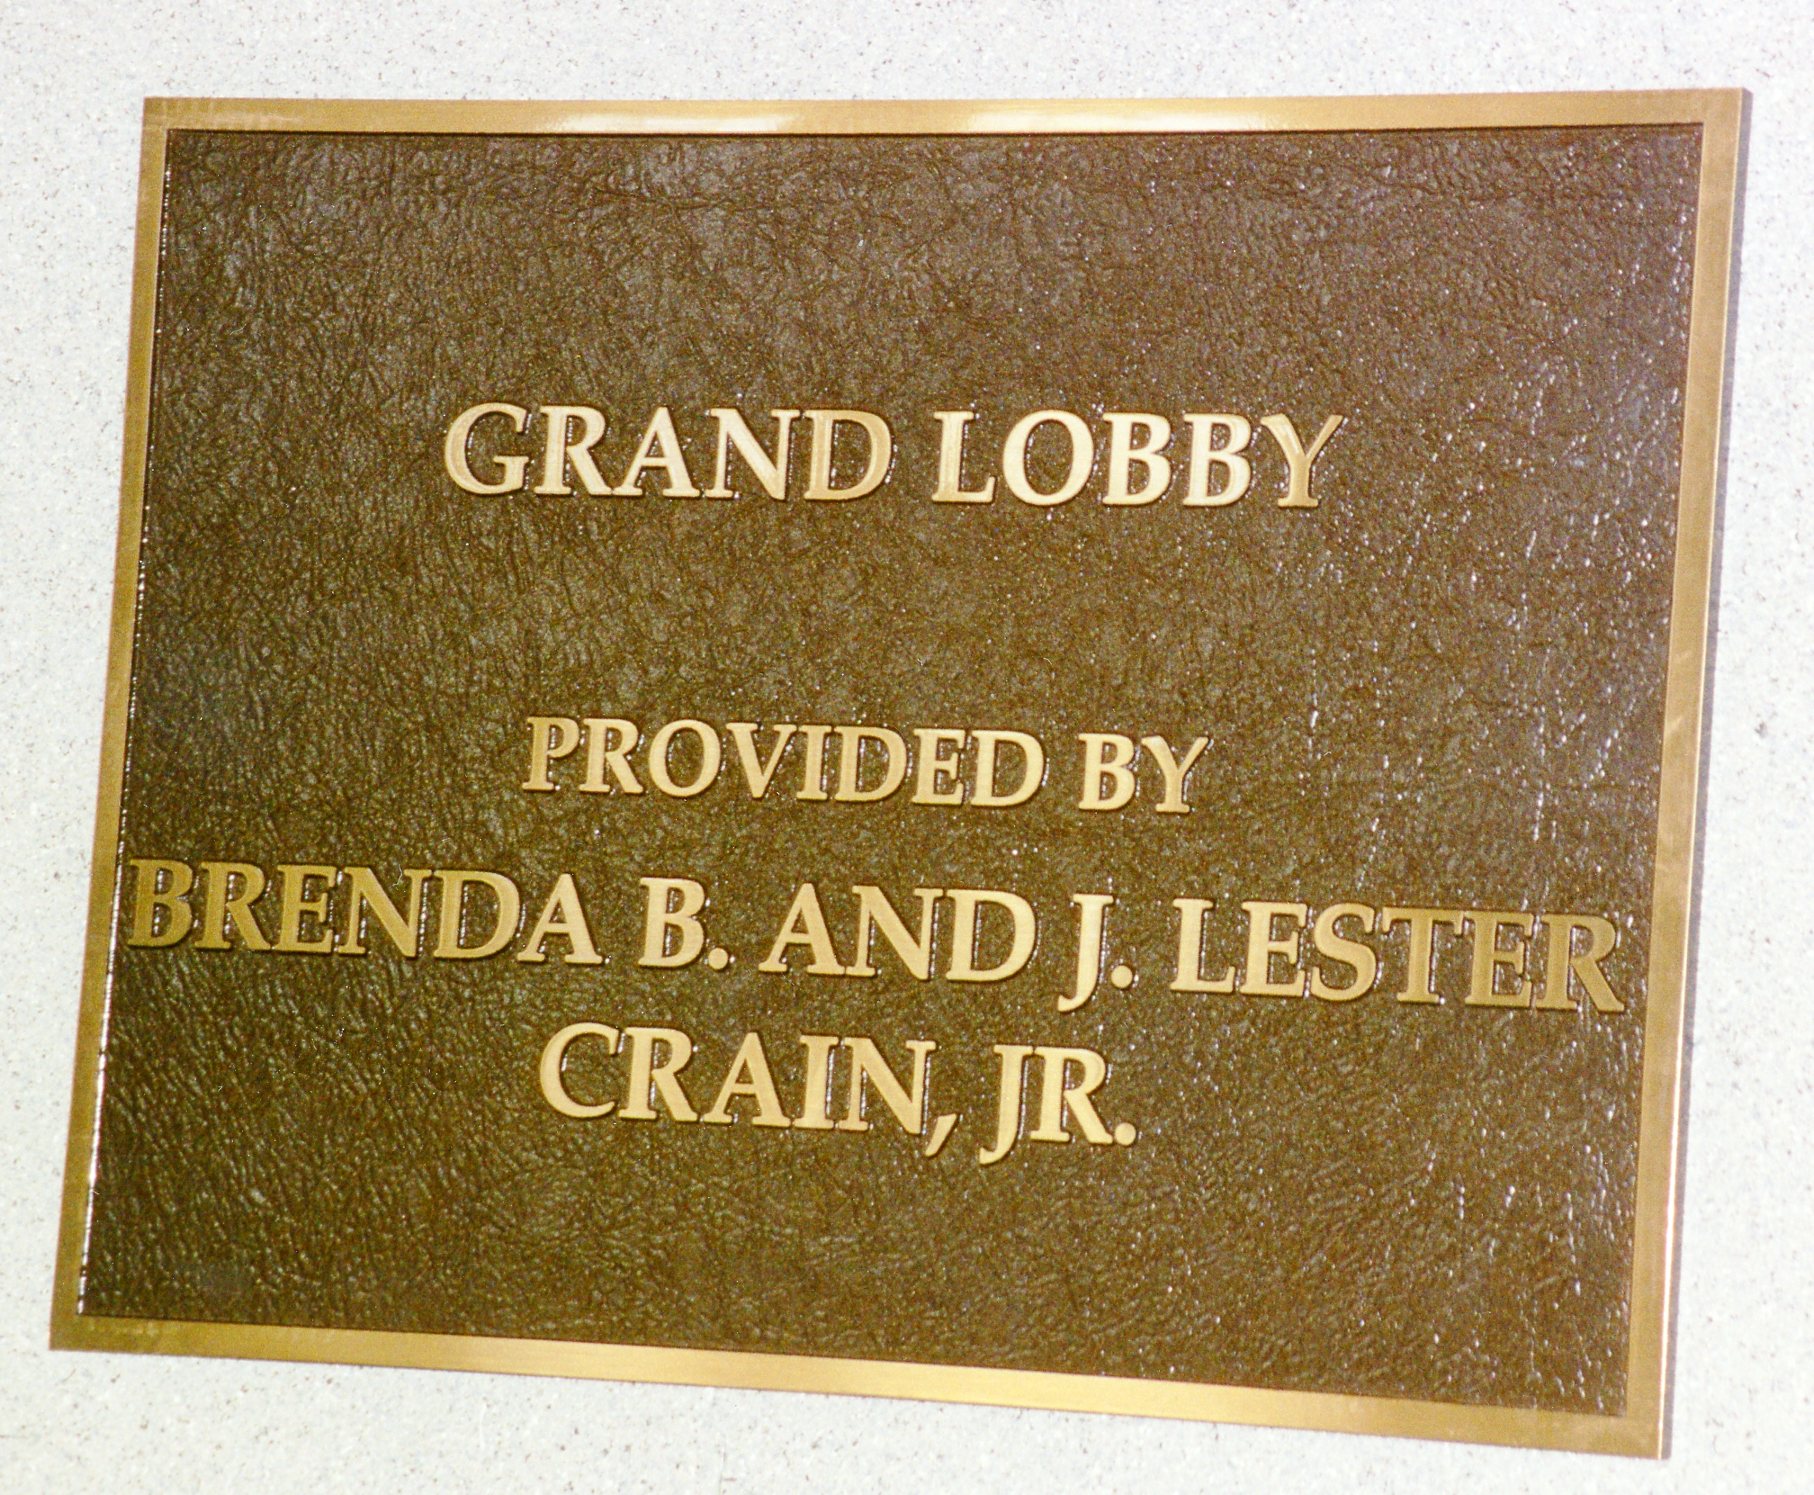 GRAND LOBBY
PROVIDED BY
BRENDA B. AND J. LESTER
CRAIN, JR.